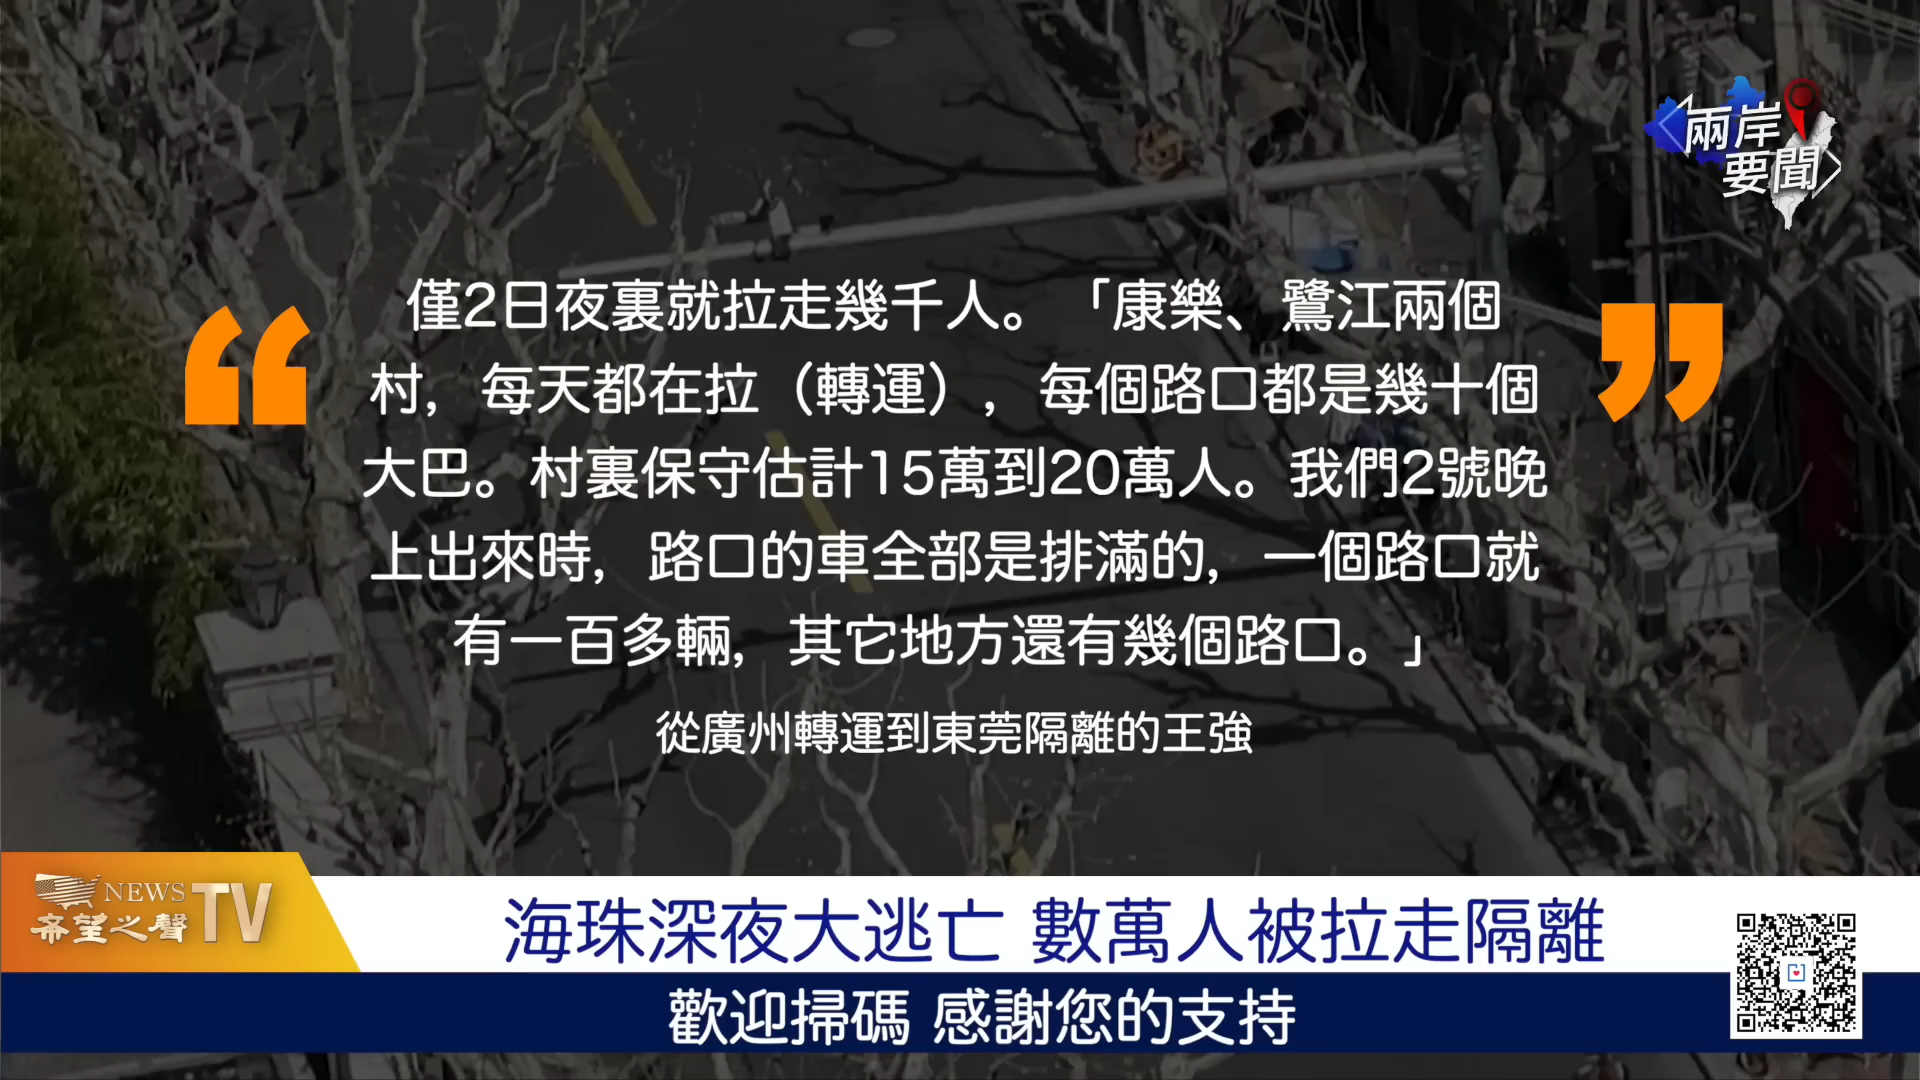 兩岸
要聞
僅2日夜裏就拉走幾千人。「康樂、鷺江兩個
村，每天都在拉（轉運），每個路口都是幾十個
大巴。村裏保守估計15萬到20萬人。我們2號晚
上出來時，路口的車全部是排滿的，一個路口就
有一百多輛，其它地方還有幾個路口。」
從廣州轉運到東莞隔離的王強
NEWS
希望之聲TV
海珠深夜大逃亡 數萬人被拉走隔離
歡迎掃碼 感謝您的支持